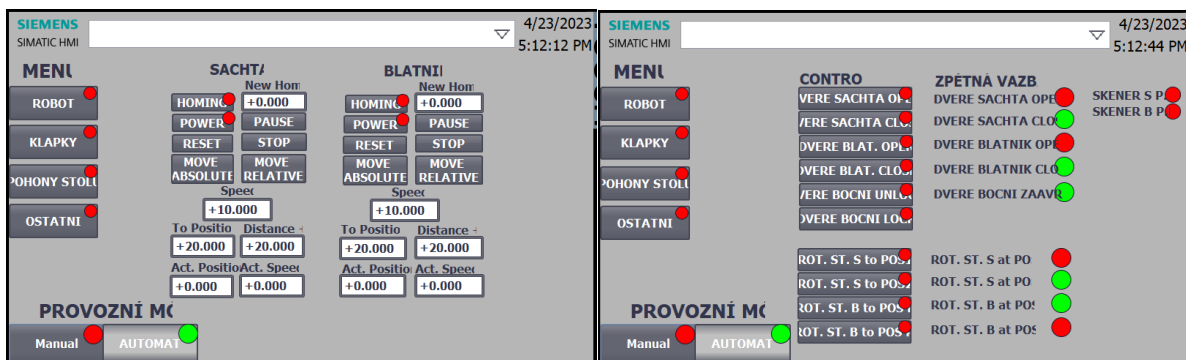 SIEMENS
SIMATIC HMI
4/23/2023
5:12:12 PM
MENU
ROBOT
KLAPKY
POHONY STOLU
OSTATNI
SACHTA
New Hom
HOMING
+0.000
POWER
PAUSE
RESET
STOP
MOVE ABSOLUTE
MOVE RELATIVE
Speed
+10.000
To Positio
Distance
+20.000
+20.000
Act. Positio
Act. Speed
+0.000
+0.000
BLATNI
New Hom
HOMING
+0.000
POWER
PAUSE
RESET
STOP
MOVE ABSOLUTE
MOVE RELATIVE
Speed
+10.000
To Positio
Distance
+20.000
+20.000
Act. Positio
Act. Speed
+0.000
+0.000
PROVOZNÍ MÓ
Manual
AUTOMAT
SIEMENS
SIMATIC HMI
4/23/2023
5:12:44 PM
MENU
ROBOT
KLAPKY
POHONY STOLU
OSTATNI
CONTRO
VERE SACHTA OPE
VERE SACHTA CLO
DVERE BLAT. OPEN
DVERE BLAT. CLOS
VERE BOCNI UNLO
DVERE BOCNI LOCK
ROT. ST. S to POS
ROT. ST. S to POS
ROT. ST. B to POS
ROT. ST. B to POS
ZPĚTNÁ VAZB
DVERE SACHTA OPE
DVERE SACHTA CLOS
DVERE BLATNIK OPE
DVERE BLATNIK CLO
DVERE BOCNI ZAAVR
ROT. ST. S at PO
ROT. ST. S at PO
ROT. ST. B at POS
ROT. ST. B at POS
SKENER S P
SKENER B P
PROVOZNÍ MÓ
Manual
AUTOMAT